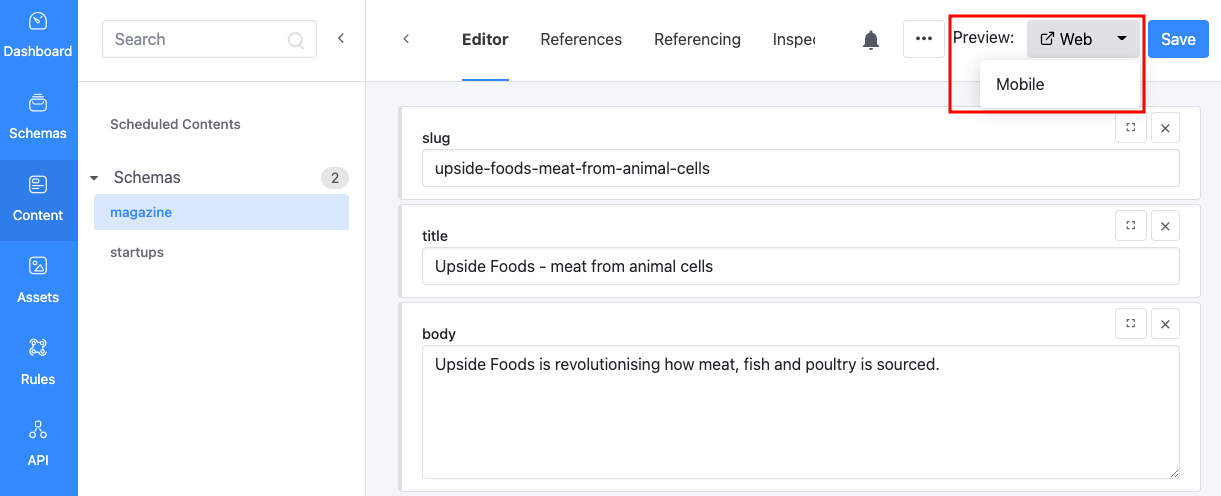 Dashboard
Schemas
Content
Assets
Rules
API
Search
Scheduled Contents
Schemas 2
magazine
startups
Editor References Referencing Inspe
Preview: Web Save
Mobile
slug
upside-foods-meat-from-animal-cells
title
Upside Foods - meat from animal cells
body
Upside Foods is revolutionising how meat, fish and poultry is sourced.